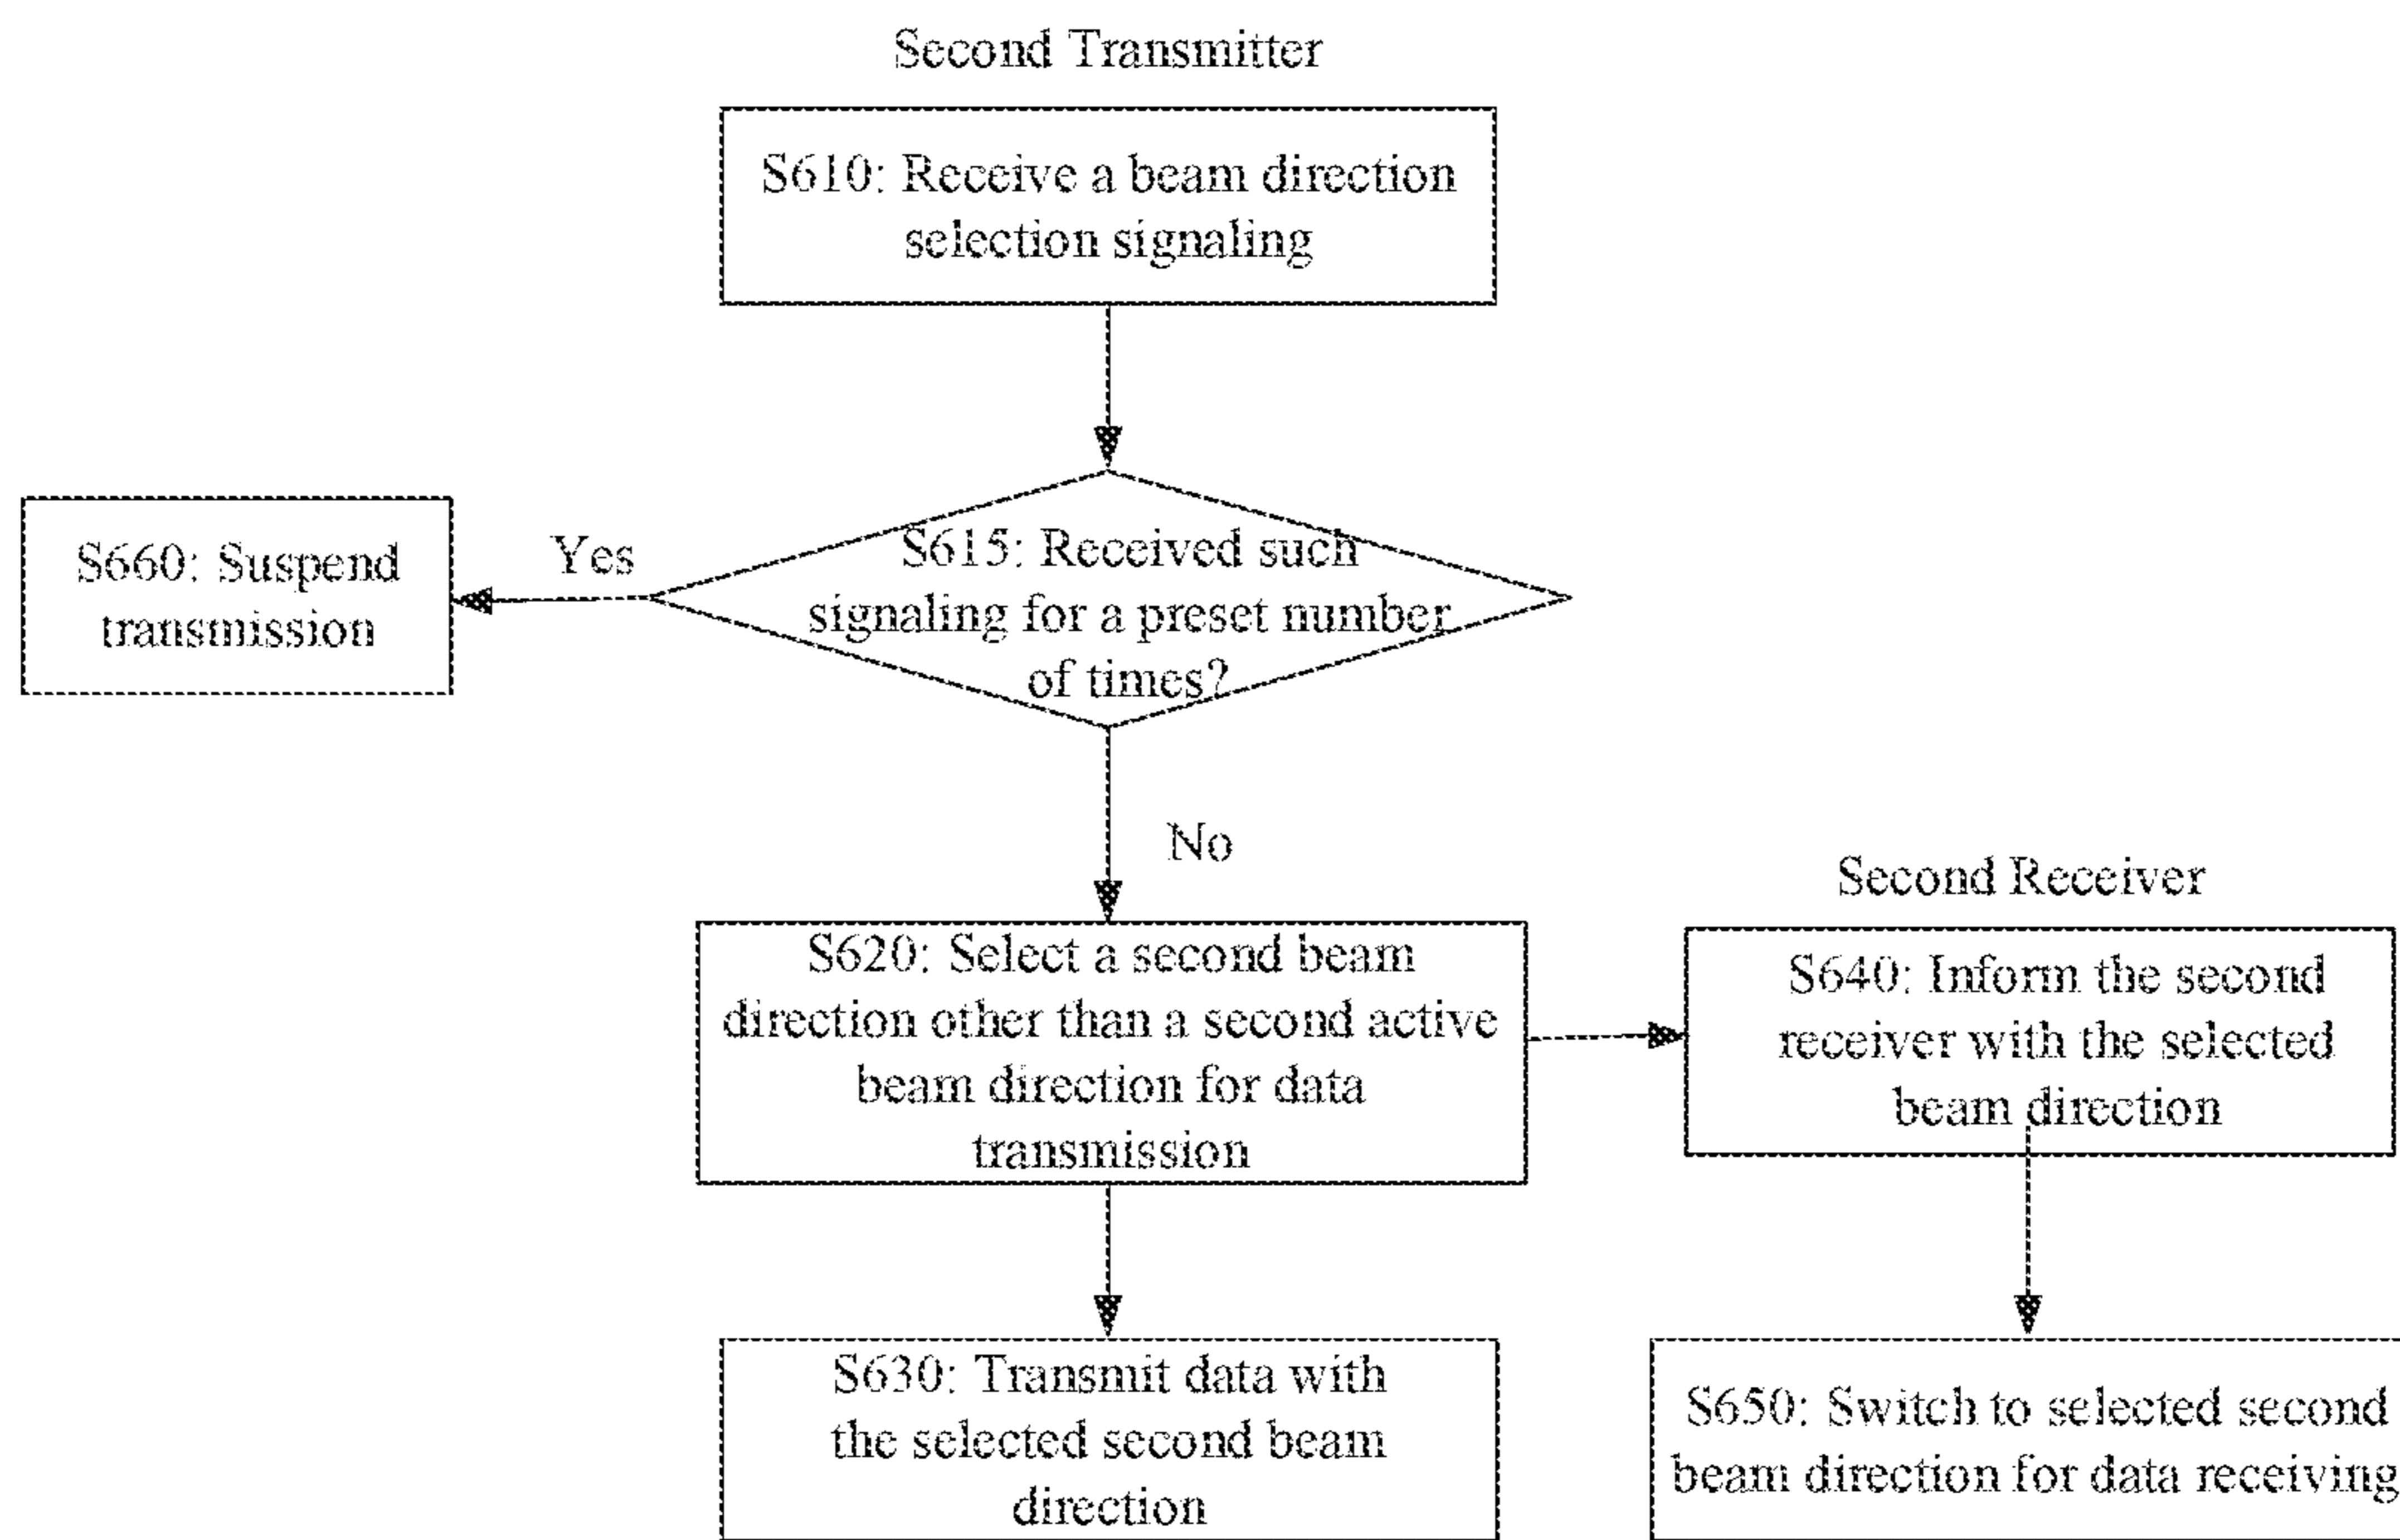 Second Transmitter
S610: Receive a beam direction
selection signaling
S615: Received such
signaling for a preset number
of times?
Yes
S660: Suspend
transmission
No
S620: Select a second beam
direction other than a second active
beam direction for data
transmission
Second Receiver
S640: Inform the second
receiver with the selected
beam direction
S630: Transmit data with
the selected second beam
direction
S650: Switch to selected second
beam direction for data receiving